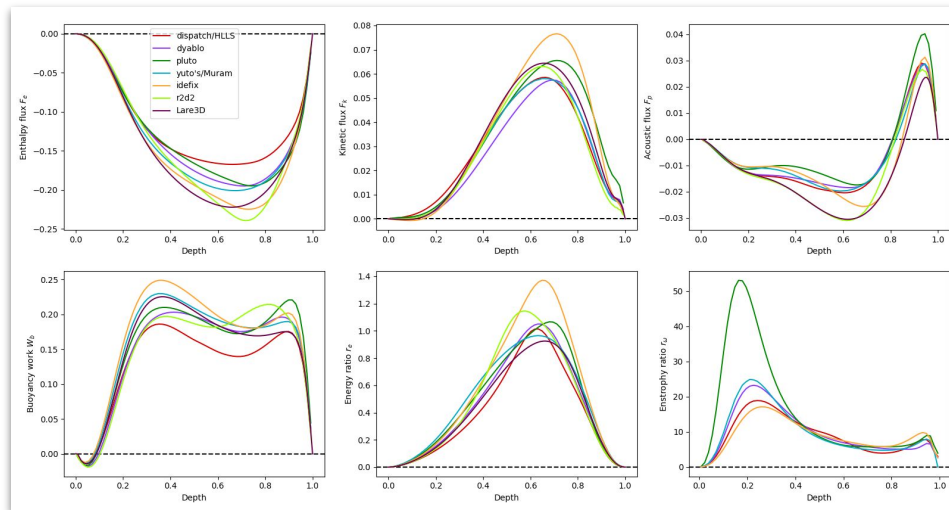 0.00
−0.05
−0.10
−0.15
−0.20
−0.25
Enthalpy flux Fₑ
0.0 0.2 0.4 0.6 0.8 1.0
Depth
dispatch/HLLS
dyablo
pluto
yuto's/Muram
idefix
r2d2
Lare3D
0.08
0.07
0.06
0.05
0.04
0.03
0.02
0.01
0.00
Kinetic flux Fₖ
0.0 0.2 0.4 0.6 0.8 1.0
Depth
0.04
0.03
0.02
0.01
0.00
−0.01
−0.02
−0.03
Acoustic flux Fₚ
0.0 0.2 0.4 0.6 0.8 1.0
Depth
0.25
0.20
0.15
0.10
0.05
0.00
Buoyancy work W_b
0.0 0.2 0.4 0.6 0.8 1.0
Depth
1.4
1.2
1.0
0.8
0.6
0.4
0.2
0.0
Energy ratio rₑ
0.0 0.2 0.4 0.6 0.8 1.0
Depth
50
40
30
20
10
0
Enstrophy ratio r_ω
0.0 0.2 0.4 0.6 0.8 1.0
Depth